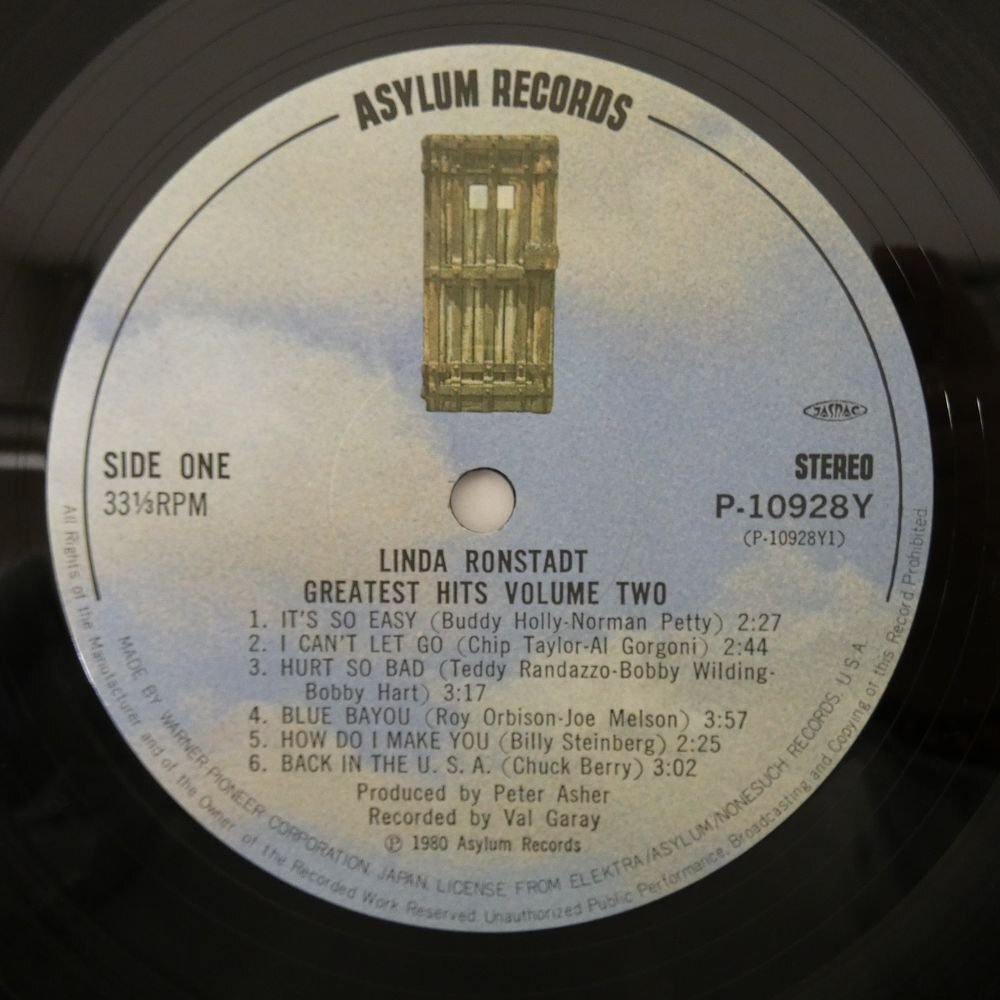 ASYLUM RECORDS
JASRAC
SIDE ONE
33⅓RPM
STEREO
P-10928Y
(P-10928Y1)
LINDA RONSTADT
GREATEST HITS VOLUME TWO
1. IT'S SO EASY (Buddy Holly-Norman Petty) 2:27
2. I CAN'T LET GO (Chip Taylor-Al Gorgoni) 2:44
3. HURT SO BAD (Teddy Randazzo-Bobby Wilding-
Bobby Hart) 3:17
4. BLUE BAYOU (Roy Orbison-Joe Melson) 3:57
5. HOW DO I MAKE YOU (Billy Steinberg) 2:25
6. BACK IN THE U. S. A. (Chuck Berry) 3:02
Produced by Peter Asher
Recorded by Val Garay
℗ 1980 Asylum Records
MADE BY WARNER-PIONEER CORPORATION, JAPAN. LICENSE FROM ELEKTRA/ASYLUM/NONESUCH RECORDS. U.S.A.
All Rights of the Manufacturer and of the Owner of the Recorded Work Reserved. Unauthorized Public Performance, Broadcasting and Copying of this Record Prohibited.